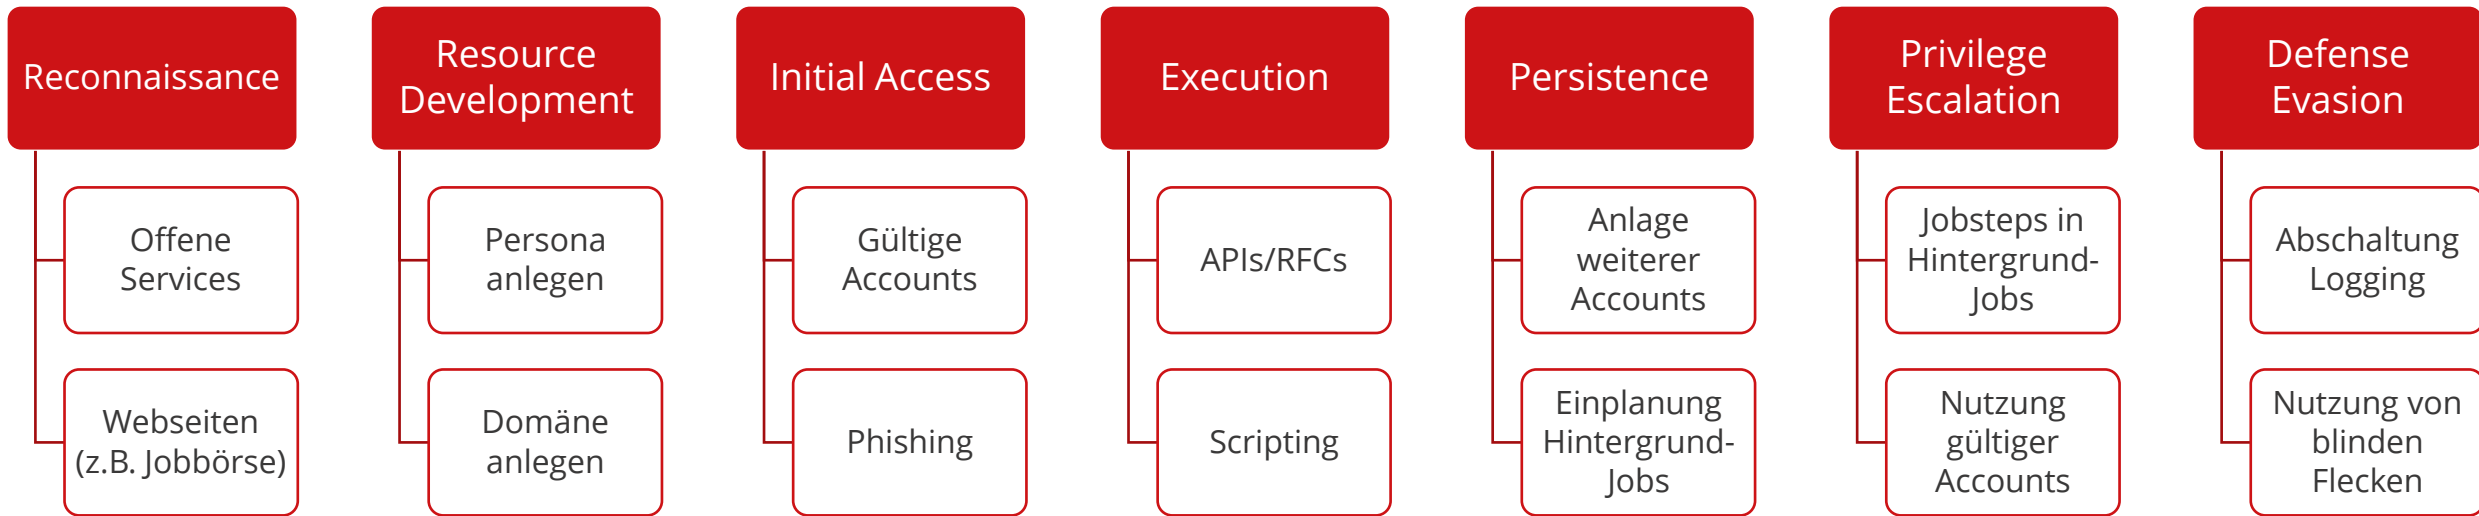 Reconnaissance
Offene
Services
Webseiten
(z.B. Jobbörse)
Resource
Development
Persona
anlegen
Domäne
anlegen
Initial Access
Gültige
Accounts
Phishing
Execution
APIs/RFCs
Scripting
Persistence
Anlage
weiterer
Accounts
Einplanung
Hintergrund-
Jobs
Privilege
Escalation
Jobsteps in
Hintergrund-
Jobs
Nutzung
gültiger
Accounts
Defense
Evasion
Abschaltung
Logging
Nutzung von
blinden
Flecken